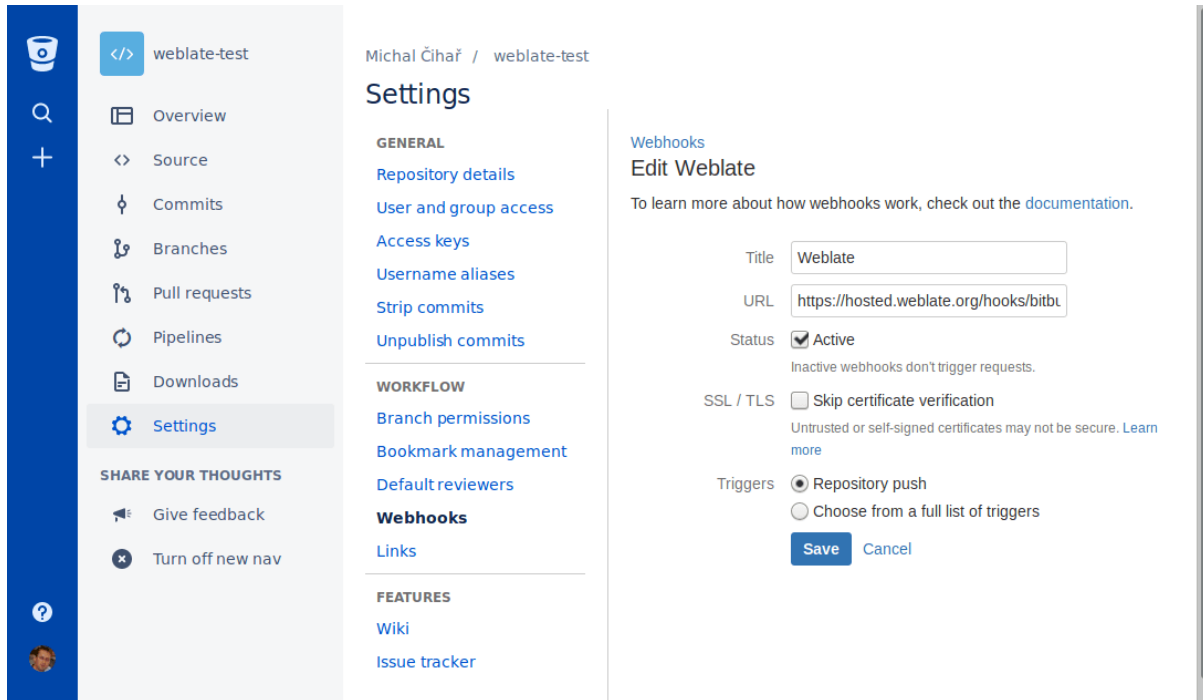 weblate-test
Overview
Source
Commits
Branches
Pull requests
Pipelines
Downloads
Settings
SHARE YOUR THOUGHTS
Give feedback
Turn off new nav
Michal Čihař / weblate-test
Settings
GENERAL
Repository details
User and group access
Access keys
Username aliases
Strip commits
Unpublish commits
WORKFLOW
Branch permissions
Bookmark management
Default reviewers
Webhooks
Links
FEATURES
Wiki
Issue tracker
Webhooks
Edit Weblate
To learn more about how webhooks work, check out the documentation.
Title Weblate
URL https://hosted.weblate.org/hooks/bitbu
Status Active
Inactive webhooks don't trigger requests.
SSL / TLS Skip certificate verification
Untrusted or self-signed certificates may not be secure. Learn
more
Triggers Repository push
Choose from a full list of triggers
Save Cancel